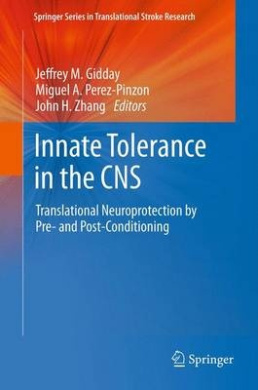 Springer Series in Translational Stroke Research
Jeffrey M. Gidday
Miguel A. Perez-Pinzon
John H. Zhang   Editors
Innate Tolerance
in the CNS
Translational Neuroprotection by
Pre- and Post-Conditioning
Springer